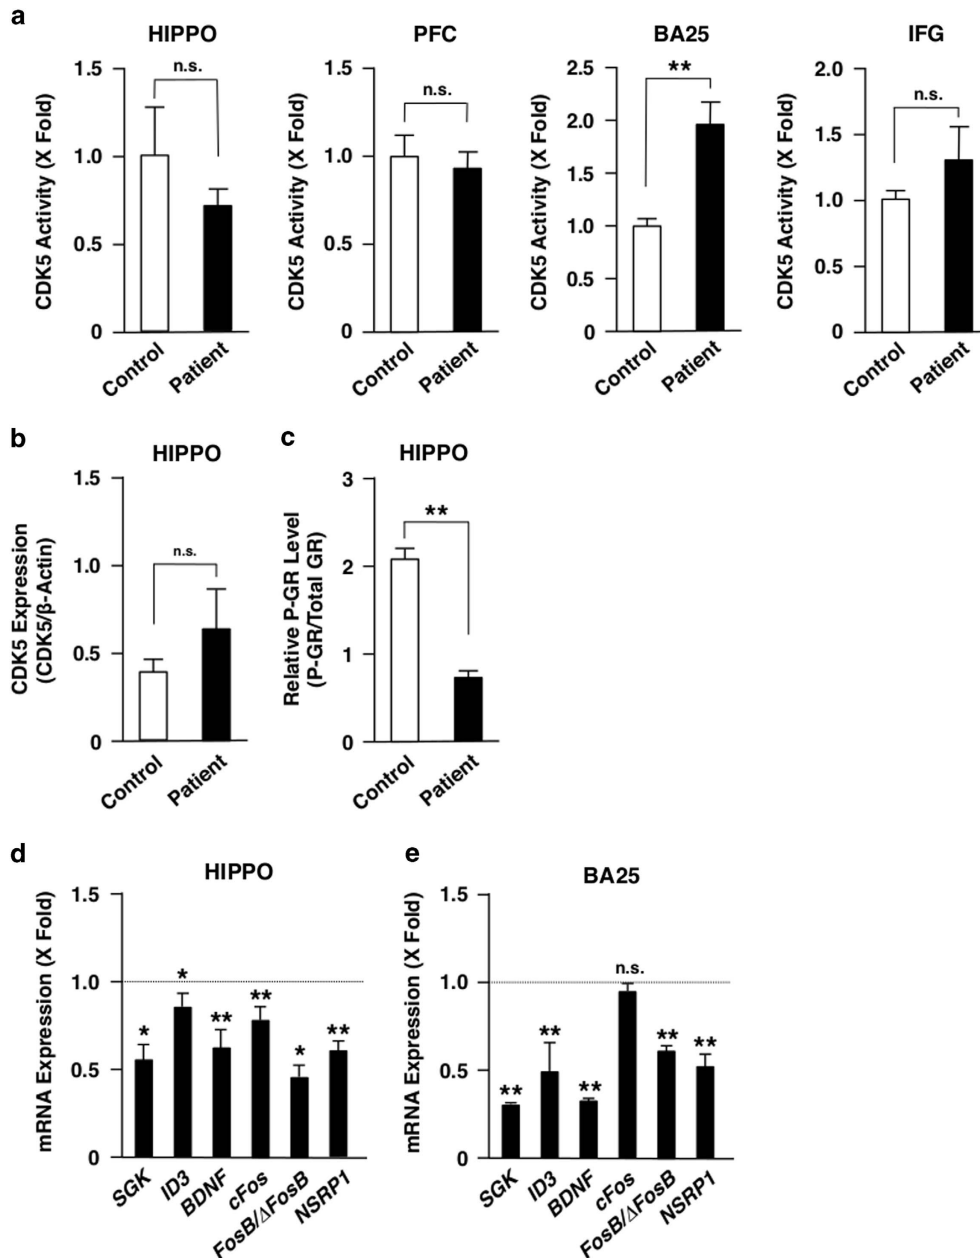 a
HIPPO
PFC
BA25
IFG
CDK5 Activity (X Fold)
1.5
1.0
0.5
0
n.s.
Control
Patient
CDK5 Activity (X Fold)
1.5
1.0
0.5
0
n.s.
Control
Patient
CDK5 Activity (X Fold)
2.5
2.0
1.5
1.0
0.5
0
**
Control
Patient
CDK5 Activity (X Fold)
2.0
1.5
1.0
0.5
0
n.s.
Control
Patient
b
HIPPO
CDK5 Expression
(CDK5/β-Actin)
1.5
1.0
0.5
0
n.s.
Control
Patient
c
HIPPO
Relative P-GR Level
(P-GR/Total GR)
3
2
1
0
**
Control
Patient
d
HIPPO
mRNA Expression (X Fold)
1.5
1.0
0.5
0
*
*
**
**
*
**
SGK
ID3
BDNF
cFos
FosB/ΔFosB
NSRP1
e
BA25
mRNA Expression (X Fold)
1.5
1.0
0.5
0
**
**
**
n.s.
**
**
SGK
ID3
BDNF
cFos
FosB/ΔFosB
NSRP1